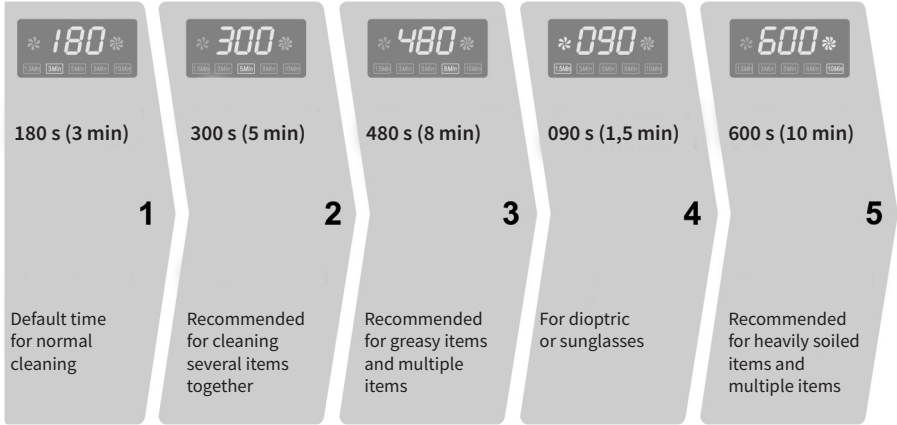 180
1.5Min 3Min 5Min 8Min 10Min
180 s (3 min)
1
Default time
for normal
cleaning
300
1.5Min 3Min 5Min 8Min 10Min
300 s (5 min)
2
Recommended
for cleaning
several items
together
480
1.5Min 3Min 5Min 8Min 10Min
480 s (8 min)
3
Recommended
for greasy items
and multiple
items
090
1.5Min 3Min 5Min 8Min 10Min
090 s (1,5 min)
4
For dioptric
or sunglasses
600
1.5Min 3Min 5Min 8Min 10Min
600 s (10 min)
5
Recommended
for heavily soiled
items and
multiple items